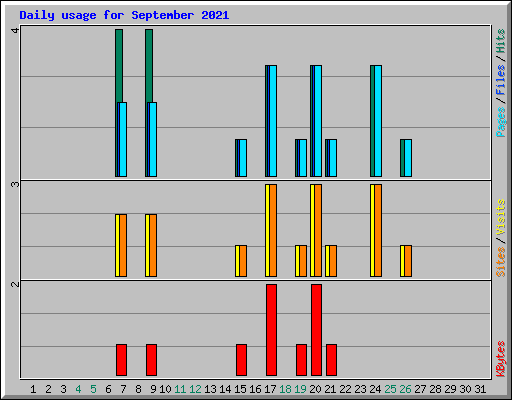 Daily usage for September 2021
4
3
2
Pages / Files / Hits
Sites / Visits
KBytes
1 2 3 4 5 6 7 8 9 10 11 12 13 14 15 16 17 18 19 20 21 22 23 24 25 26 27 28 29 30 31